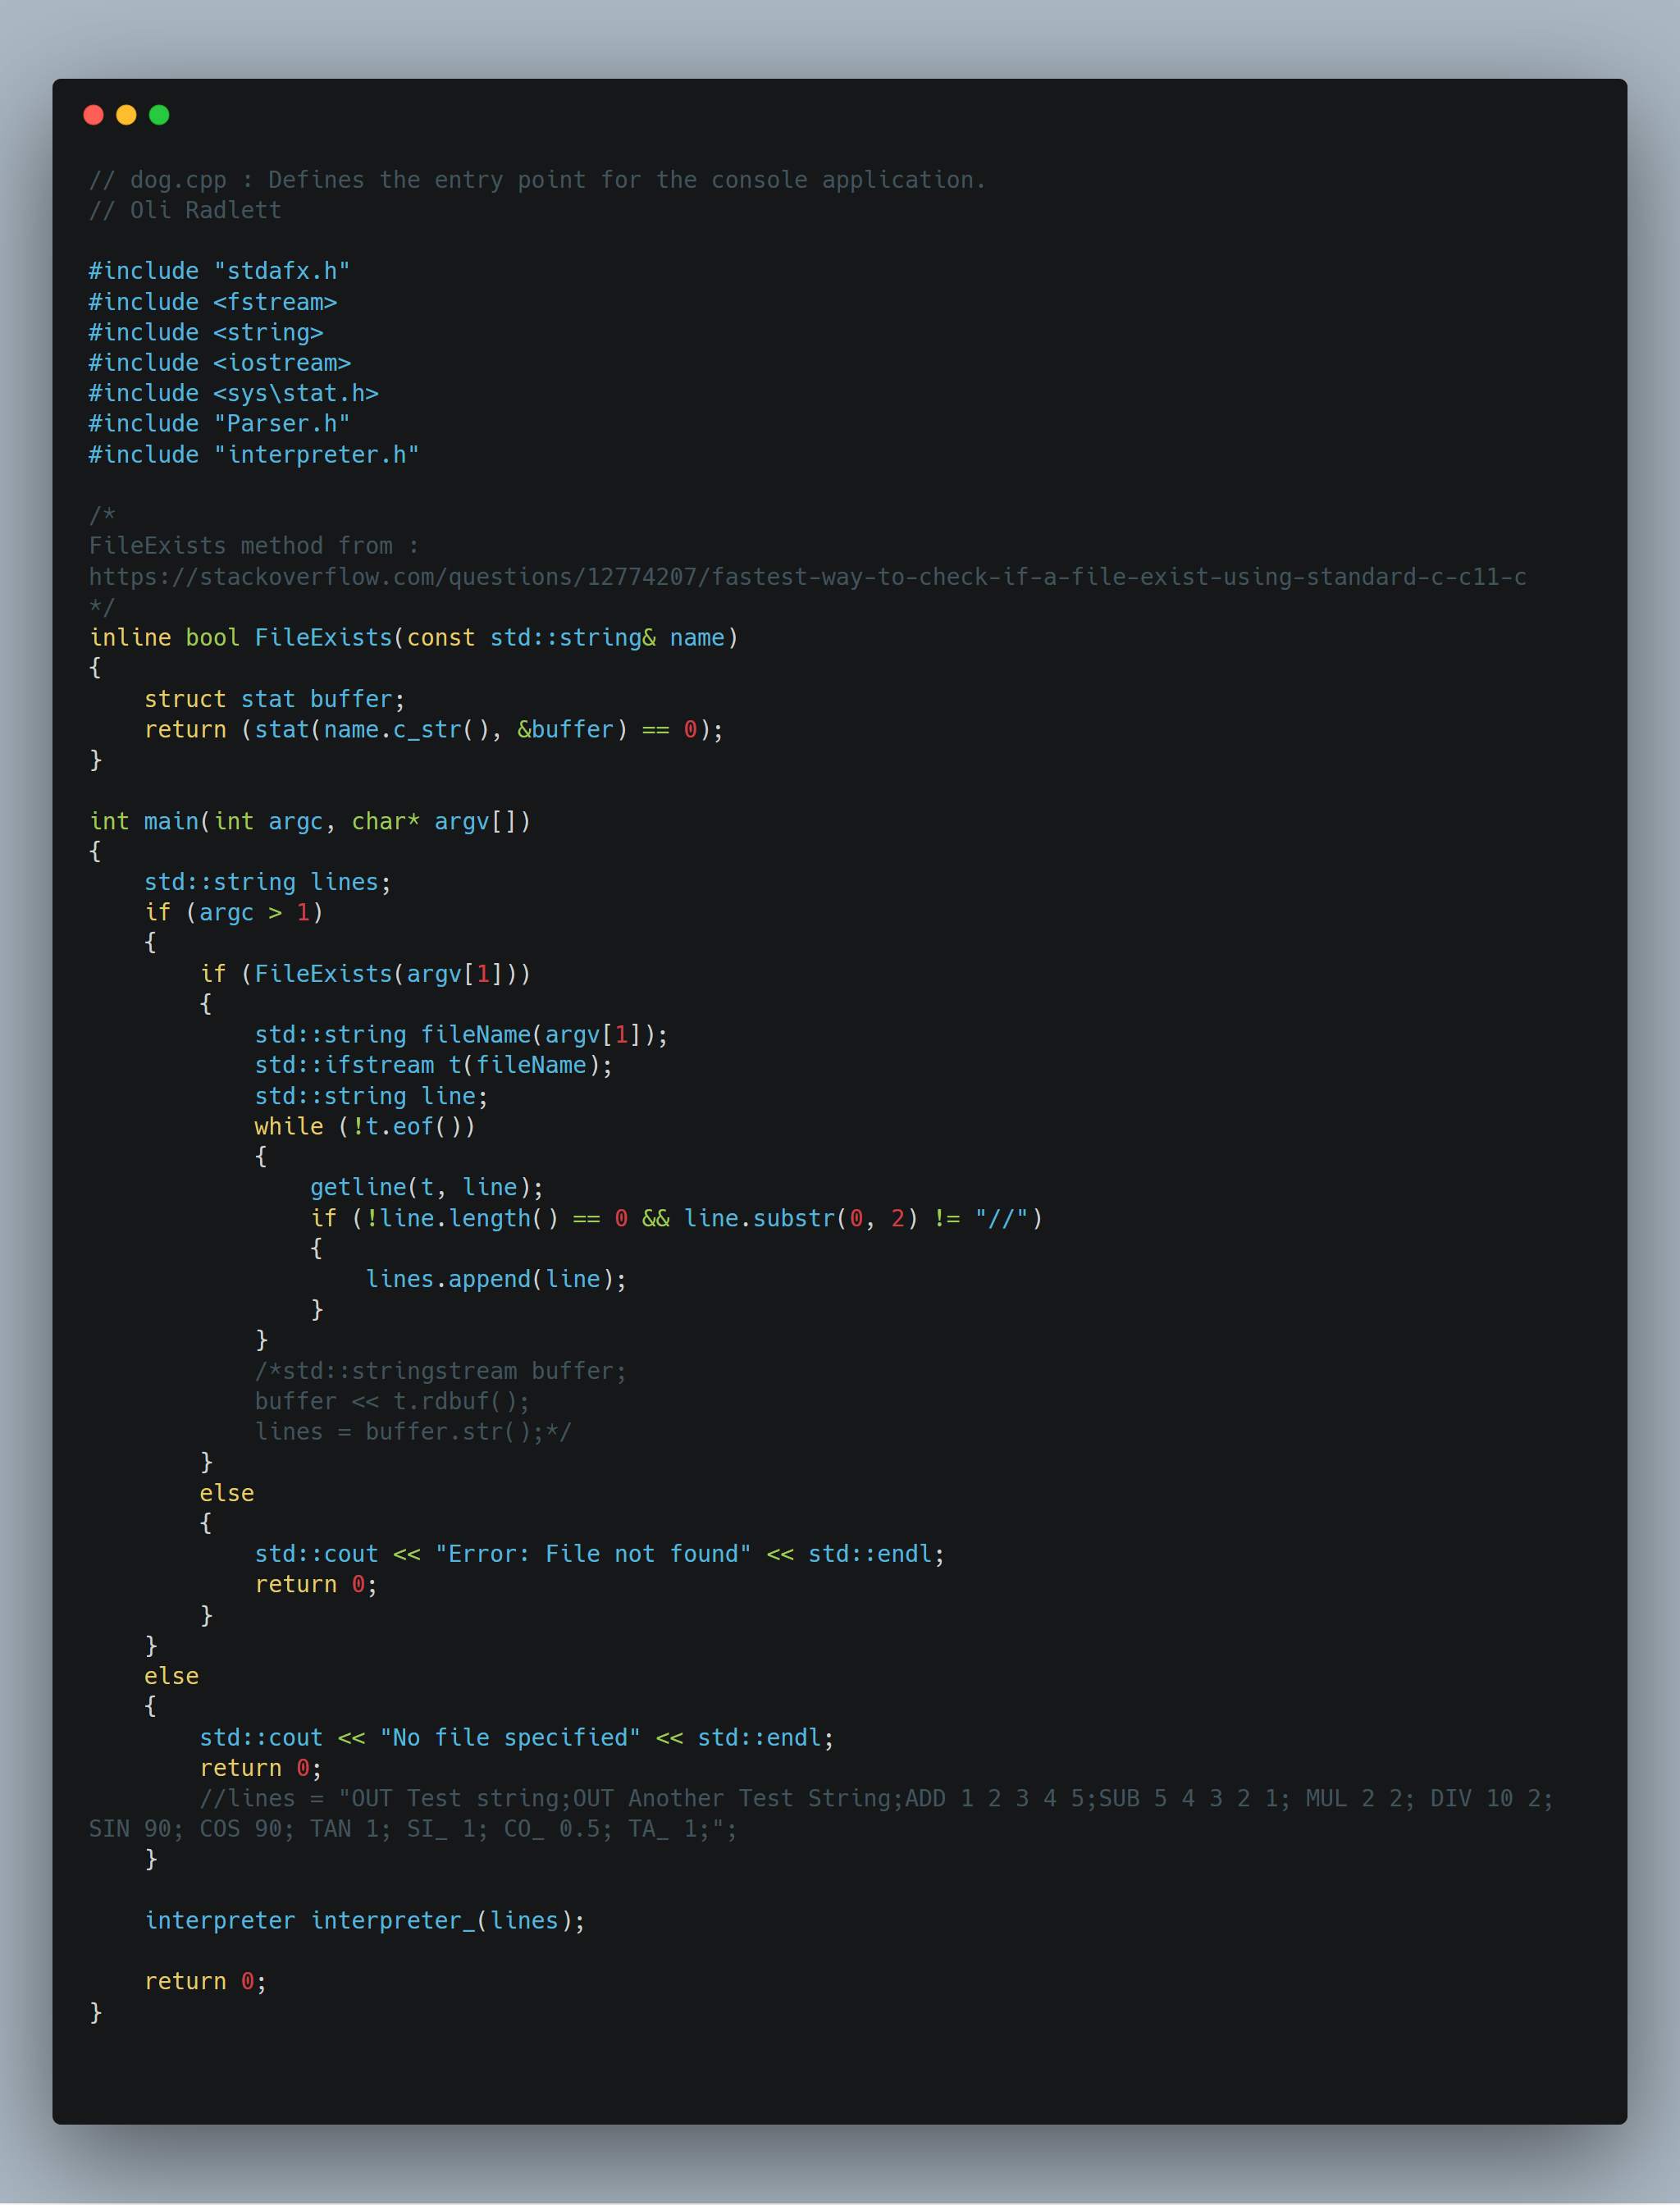 // dog.cpp : Defines the entry point for the console application.
// Oli Radlett

#include "stdafx.h"
#include <fstream>
#include <string>
#include <iostream>
#include <sys\stat.h>
#include "Parser.h"
#include "interpreter.h"

/*
FileExists method from :
https://stackoverflow.com/questions/12774207/fastest-way-to-check-if-a-file-exist-using-standard-c-c11-c
*/
inline bool FileExists(const std::string& name)
{
    struct stat buffer;
    return (stat(name.c_str(), &buffer) == 0);
}

int main(int argc, char* argv[])
{
    std::string lines;
    if (argc > 1)
    {
        if (FileExists(argv[1]))
        {
            std::string fileName(argv[1]);
            std::ifstream t(fileName);
            std::string line;
            while (!t.eof())
            {
                getline(t, line);
                if (!line.length() == 0 && line.substr(0, 2) != "//")
                {
                    lines.append(line);
                }
            }
            /*std::stringstream buffer;
            buffer << t.rdbuf();
            lines = buffer.str();*/
        }
        else
        {
            std::cout << "Error: File not found" << std::endl;
            return 0;
        }
    }
    else
    {
        std::cout << "No file specified" << std::endl;
        return 0;
        //lines = "OUT Test string;OUT Another Test String;ADD 1 2 3 4 5;SUB 5 4 3 2 1; MUL 2 2; DIV 10 2;
SIN 90; COS 90; TAN 1; SI_ 1; CO_ 0.5; TA_ 1;";
    }

    interpreter interpreter_(lines);

    return 0;
}